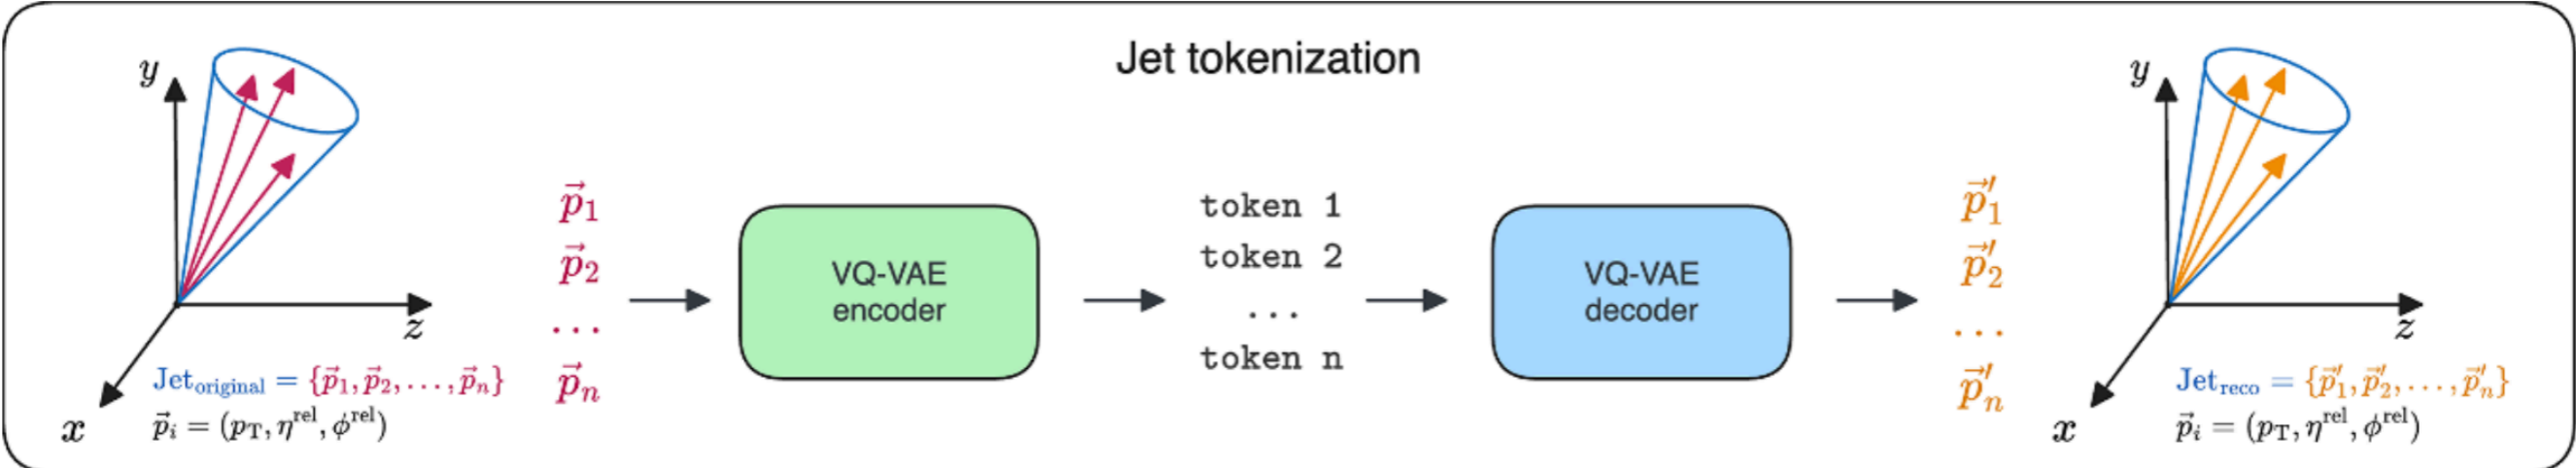 Jet tokenization
y
z
x
Jet_original = {p⃗_1, p⃗_2, ..., p⃗_n}
p⃗_i = (p_T, η^rel, ϕ^rel)
p⃗_1
p⃗_2
...
p⃗_n
VQ-VAE
encoder
token 1
token 2
...
token n
VQ-VAE
decoder
p⃗′_1
p⃗′_2
...
p⃗′_n
y
z
x
Jet_reco = {p⃗′_1, p⃗′_2, ..., p⃗′_n}
p⃗_i = (p_T, η^rel, ϕ^rel)